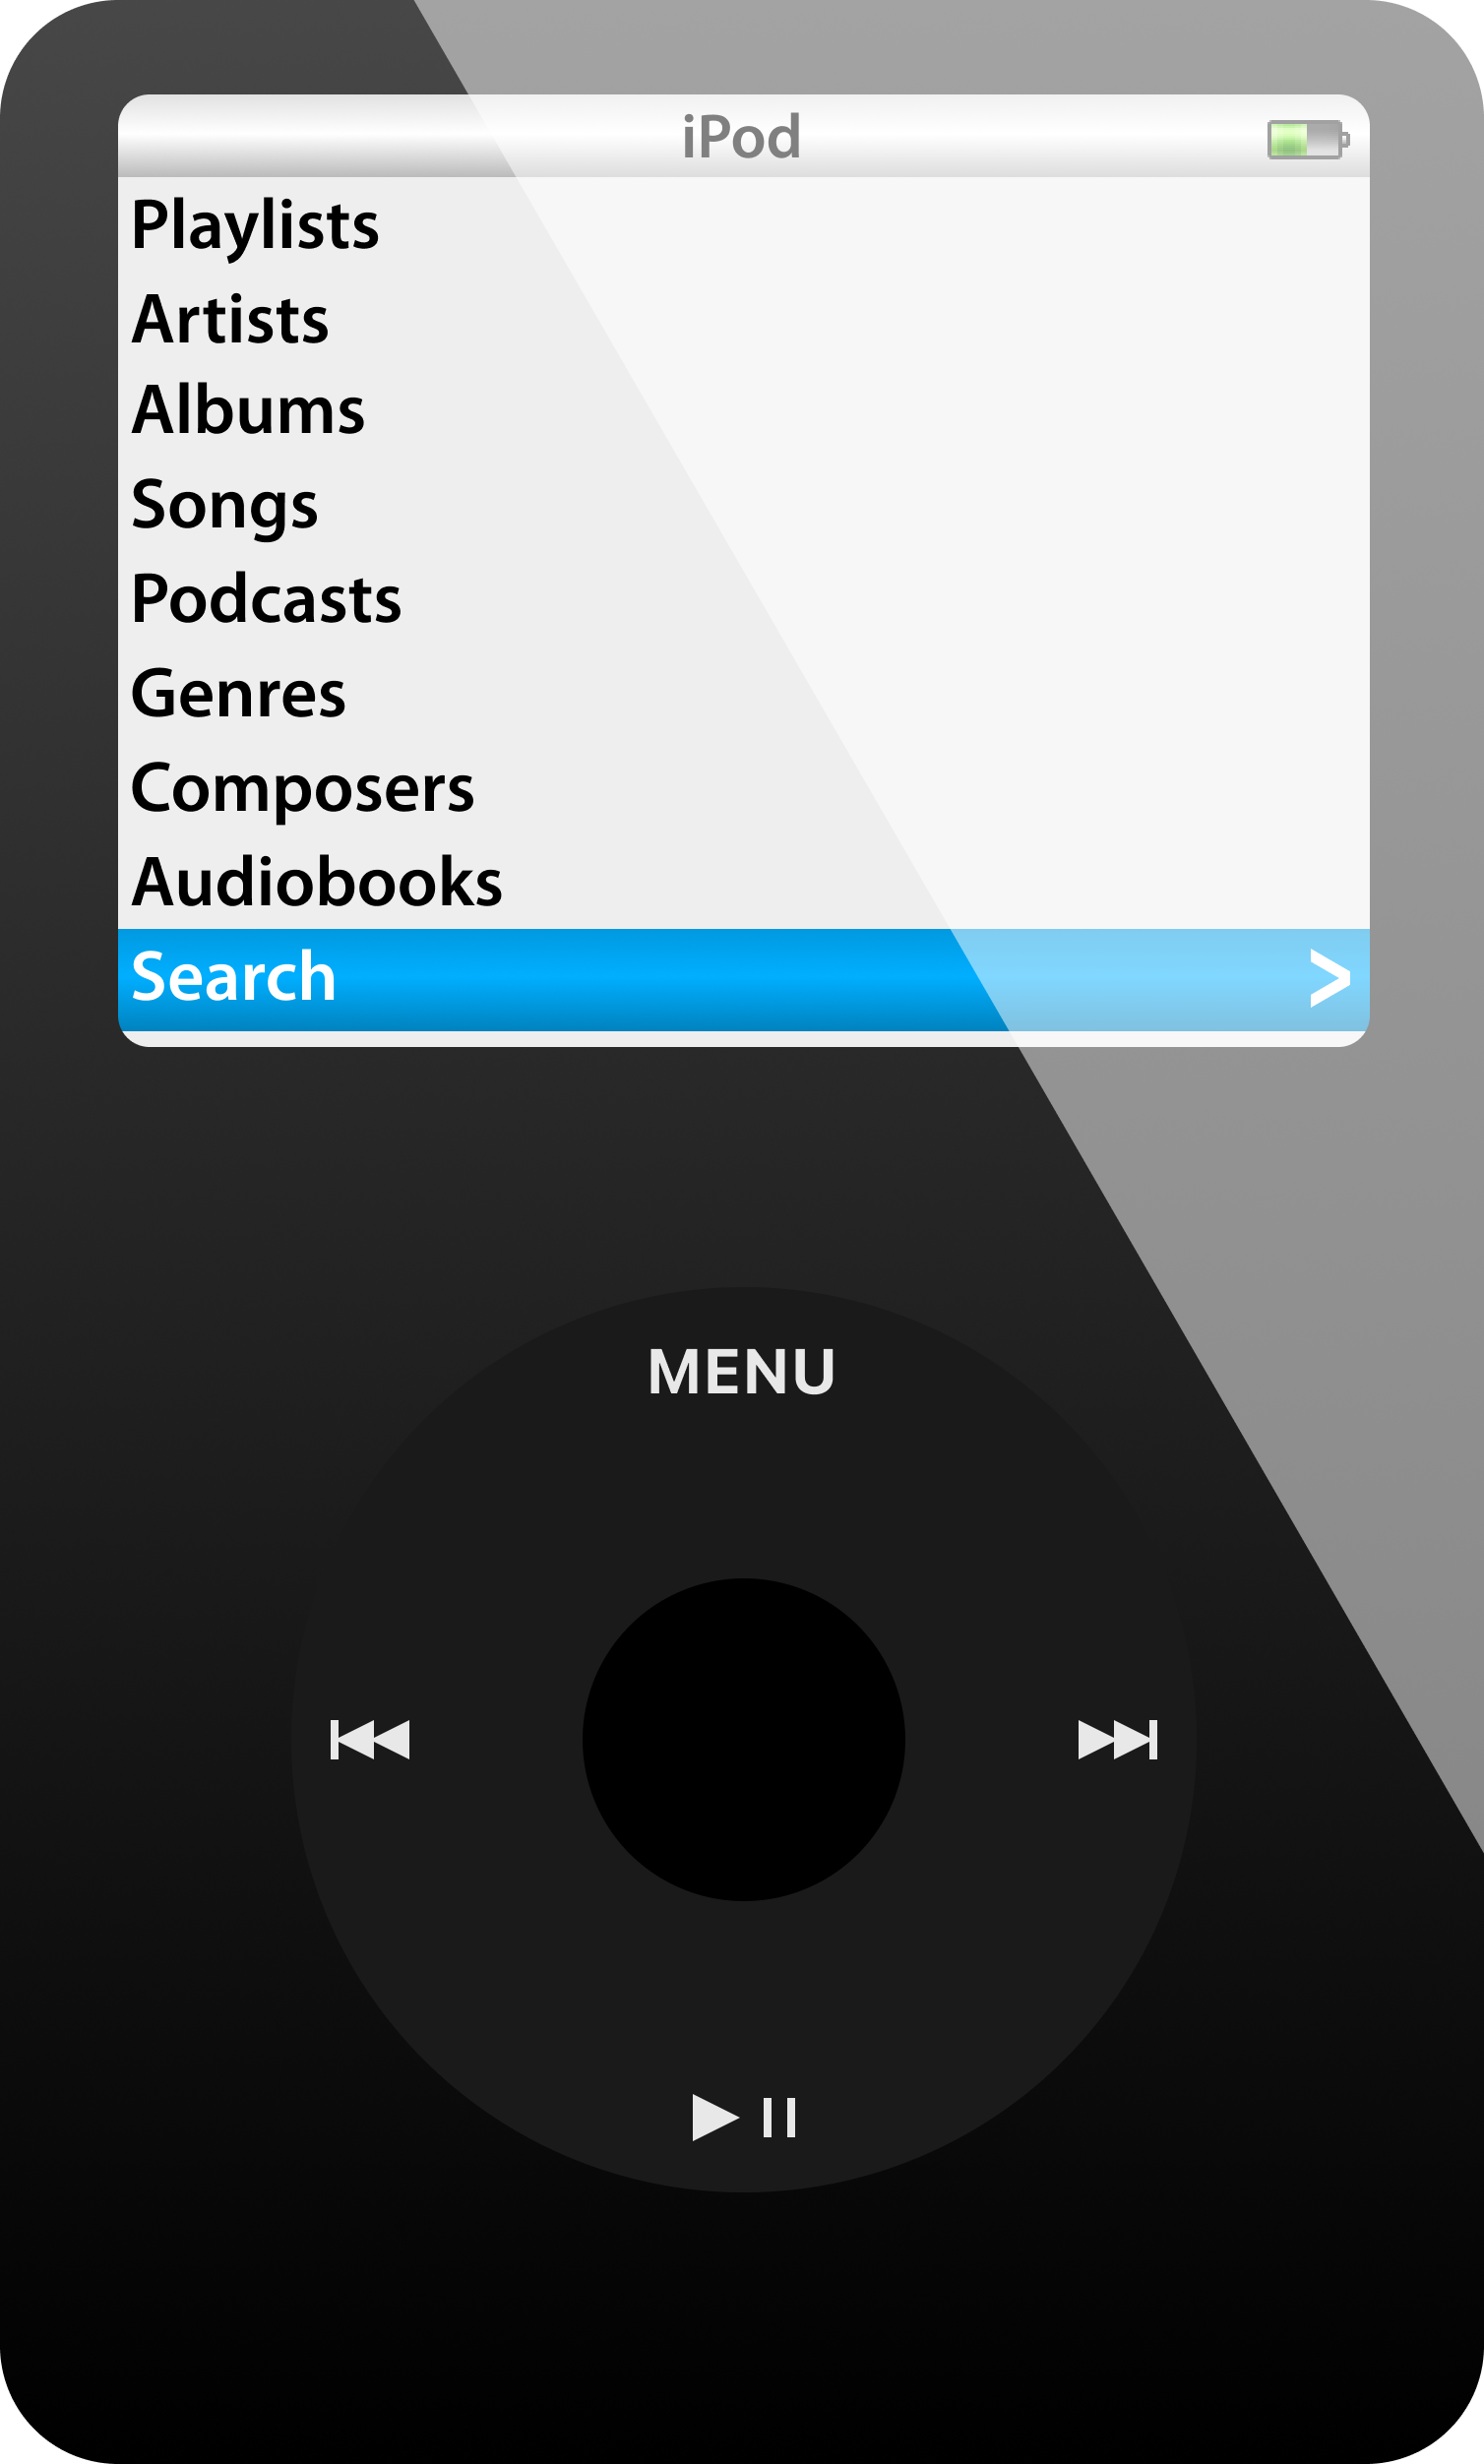 iPod
Playlists
Artists
Albums
Songs
Podcasts
Genres
Composers
Audiobooks
Search >
MENU